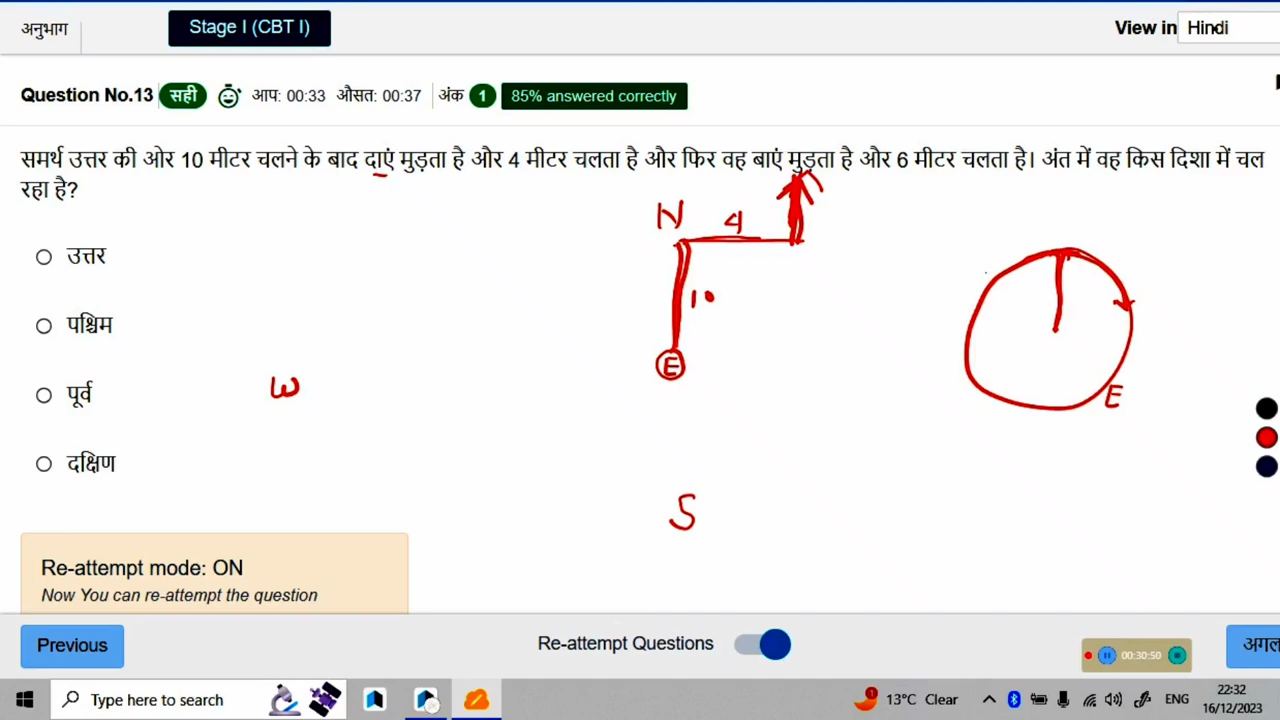 अनुभाग
Stage I (CBT I)
View in Hindi
Question No.13 सही आप: 00:33 औसत: 00:37 अंक 1 85% answered correctly
समर्थ उत्तर की ओर 10 मीटर चलने के बाद दाएं मुड़ता है और 4 मीटर चलता है और फिर वह बाएं मुड़ता है और 6 मीटर चलता है। अंत में वह किस दिशा में चल
रहा है?
N 4
उत्तर
10
पश्चिम
E
W
पूर्व
E
दक्षिण
S
Re-attempt mode: ON
Now You can re-attempt the question
Previous
Re-attempt Questions
00:30:50
अगल
Type here to search
1
13°C Clear
ENG
22:32
16/12/2023